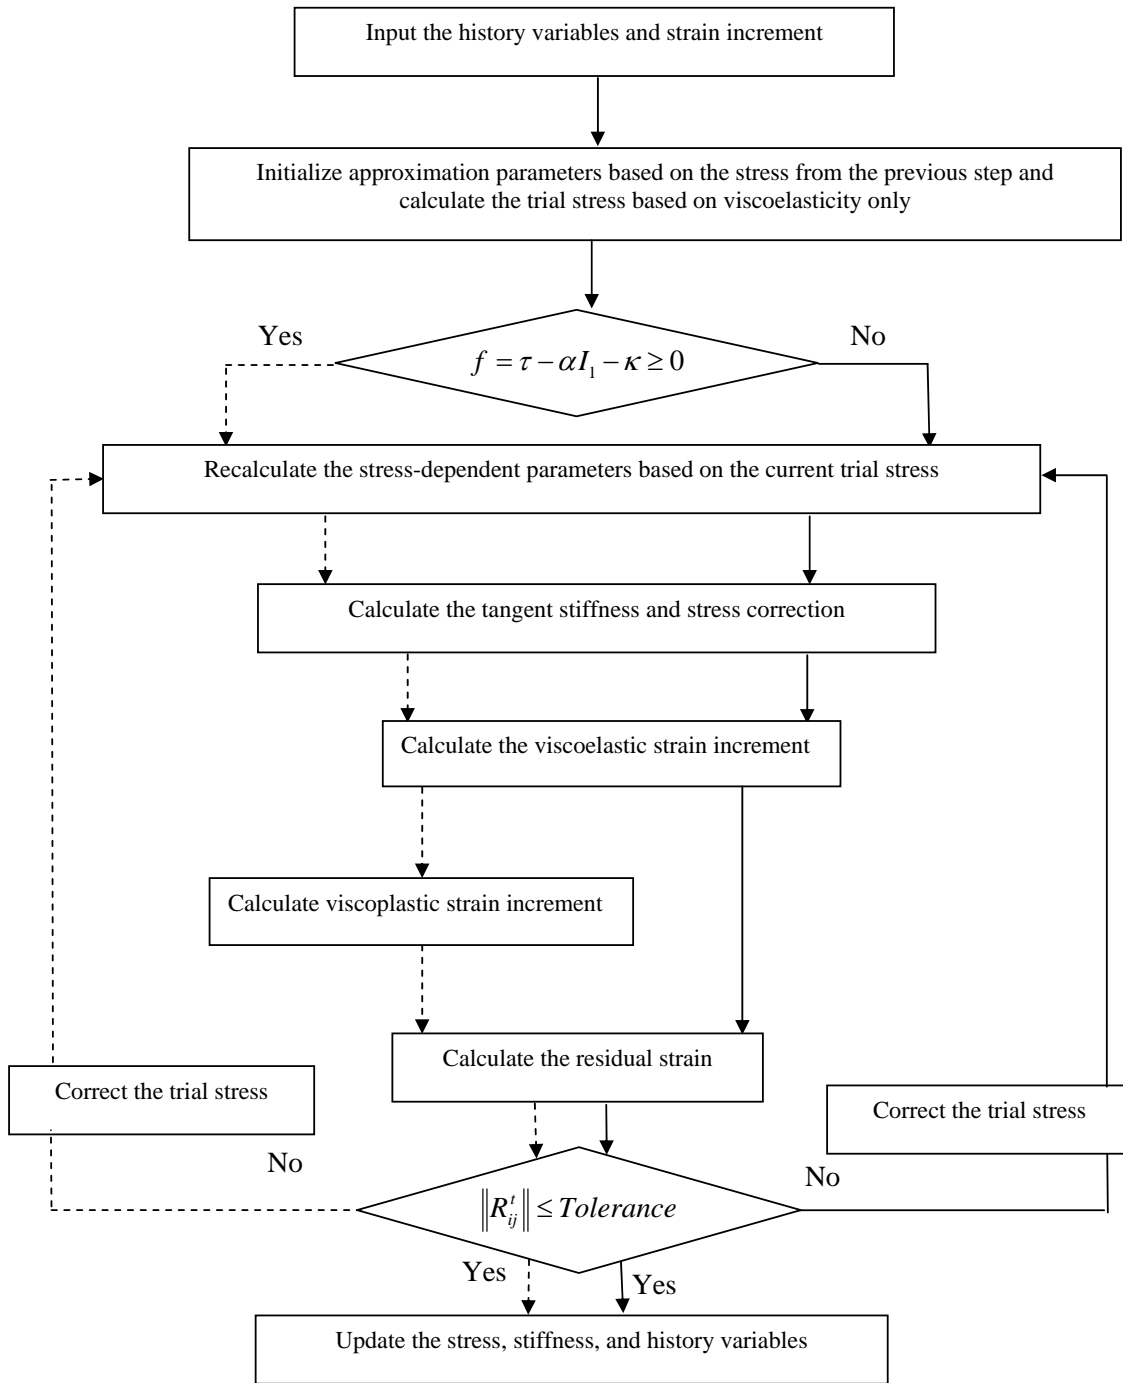 Input the history variables and strain increment
Initialize approximation parameters based on the stress from the previous step and
calculate the trial stress based on viscoelasticity only
Yes
No
f = τ − αI₁ − κ ≥ 0
Recalculate the stress-dependent parameters based on the current trial stress
Calculate the tangent stiffness and stress correction
Calculate the viscoelastic strain increment
Calculate viscoplastic strain increment
Calculate the residual strain
Correct the trial stress
Correct the trial stress
No
No
‖Rᵗᵢⱼ‖ ≤ Tolerance
Yes
Yes
Update the stress, stiffness, and history variables